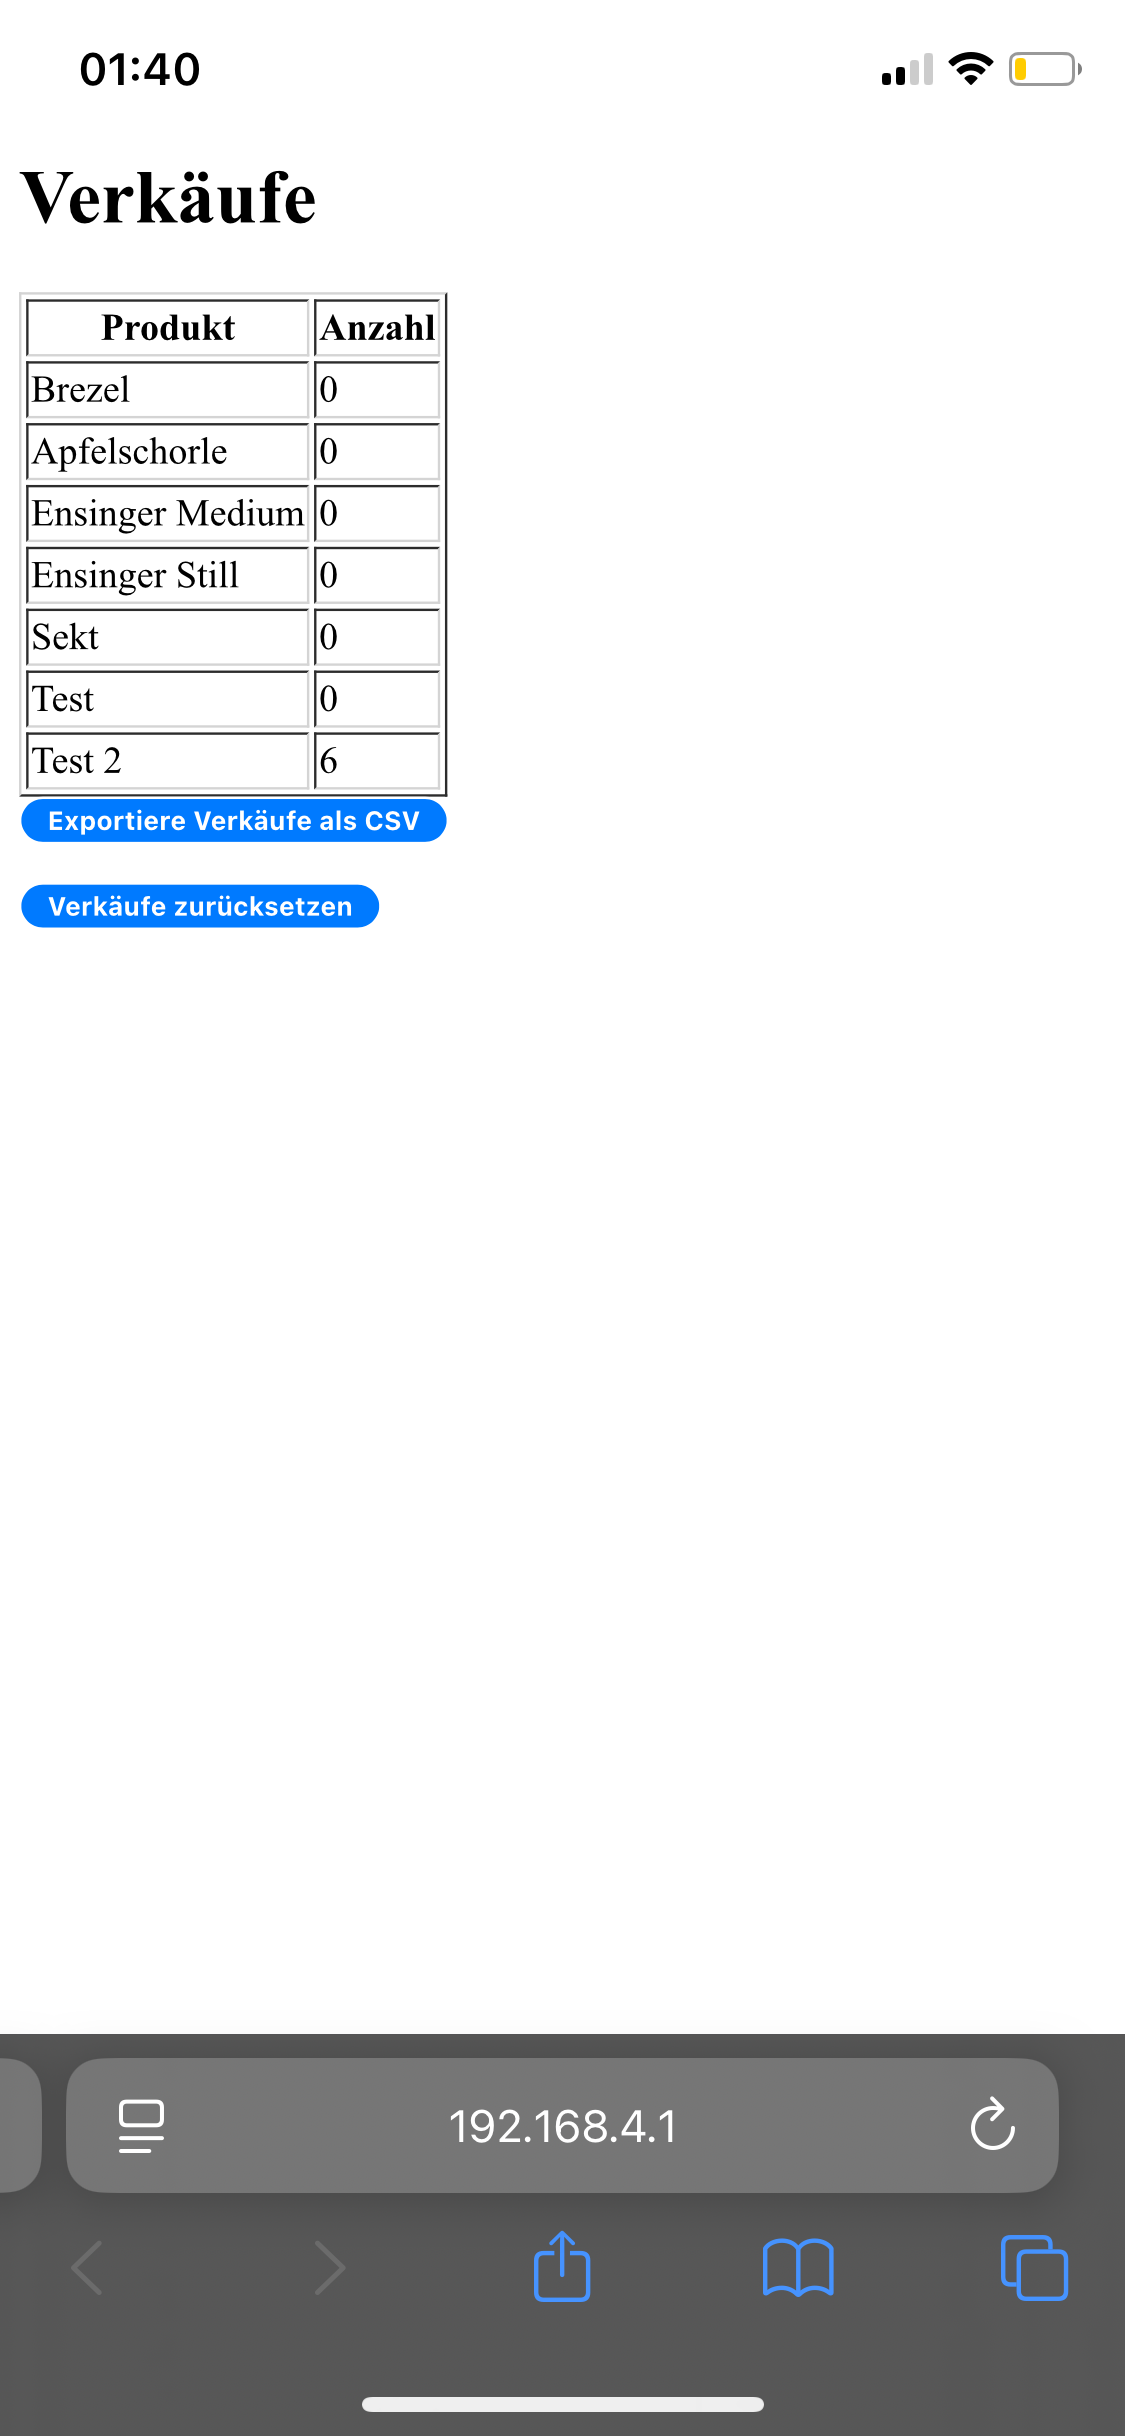 01:40
Verkäufe
Produkt Anzahl
Brezel 0
Apfelschorle 0
Ensinger Medium 0
Ensinger Still 0
Sekt 0
Test 0
Test 2 6
Exportiere Verkäufe als CSV
Verkäufe zurücksetzen
192.168.4.1